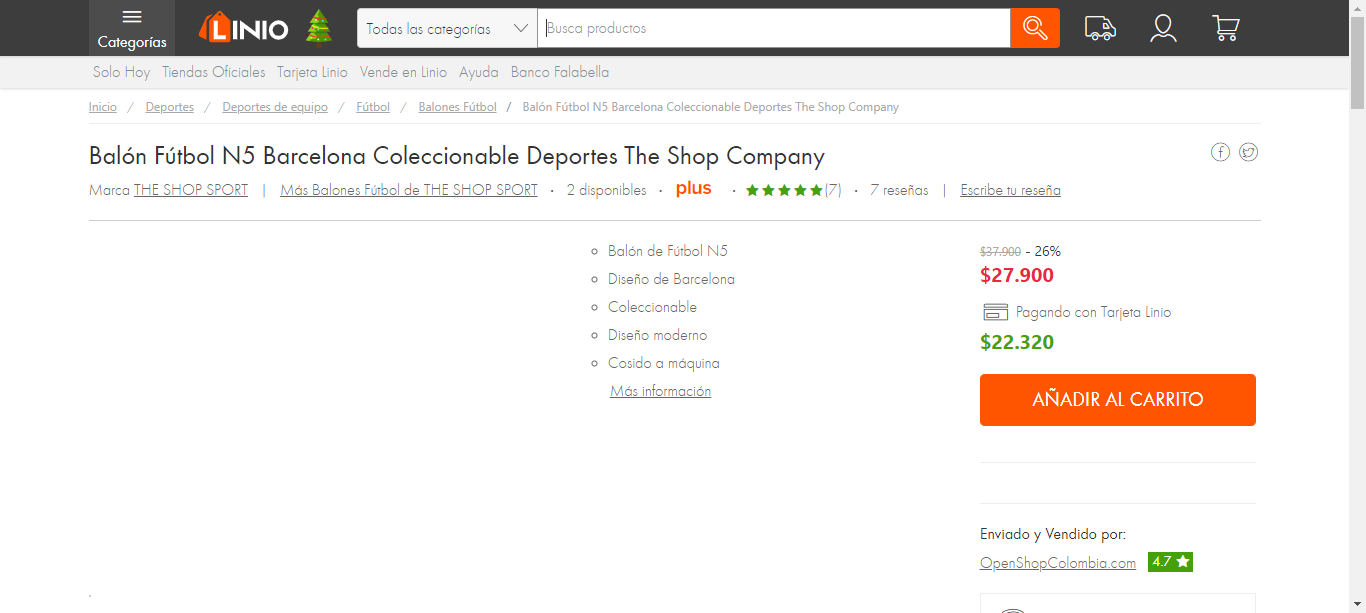 Categorías
LINIO
Todas las categorías
Busca productos
Solo Hoy Tiendas Oficiales Tarjeta Linio Vende en Linio Ayuda Banco Falabella
Inicio / Deportes / Deportes de equipo / Fútbol / Balones Fútbol / Balón Fútbol N5 Barcelona Coleccionable Deportes The Shop Company
Balón Fútbol N5 Barcelona Coleccionable Deportes The Shop Company
Marca THE SHOP SPORT | Más Balones Fútbol de THE SHOP SPORT · 2 disponibles · plus · ★★★★★(7) · 7 reseñas | Escribe tu reseña
Balón de Fútbol N5
Diseño de Barcelona
Coleccionable
Diseño moderno
Cosido a máquina
Más información
$37.900 - 26%
$27.900
Pagando con Tarjeta Linio
$22.320
AÑADIR AL CARRITO
Enviado y Vendido por:
OpenShopColombia.com 4.7 ★